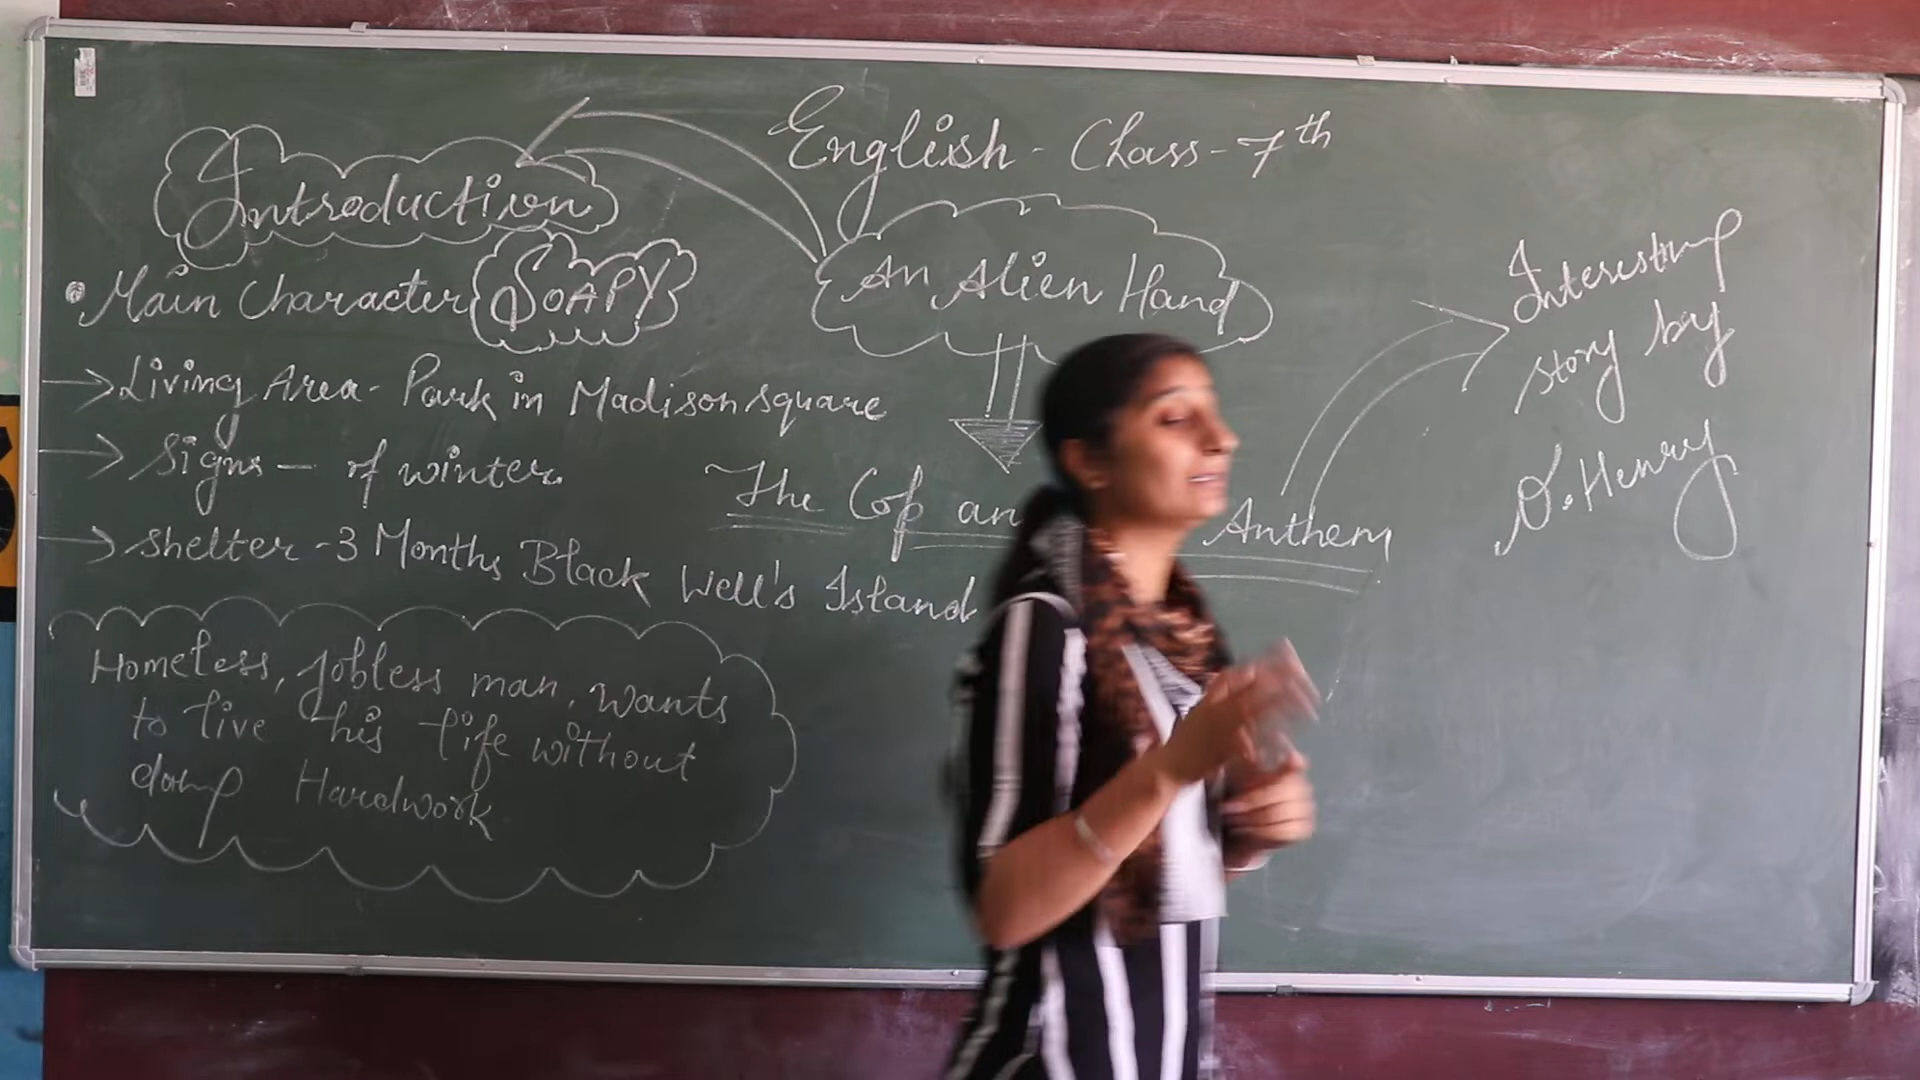 English - Class - 7th
Introduction
An Alien Hand
• Main Character SOAPY
→ Living Area - Park in Madison square
→ Signs - of winter
→ Shelter - 3 Months Black Well's Island
Homeless, jobless man, wants
to live his life without
doing Hardwork
The Cop an Anthem
Interesting
story by
O. Henry